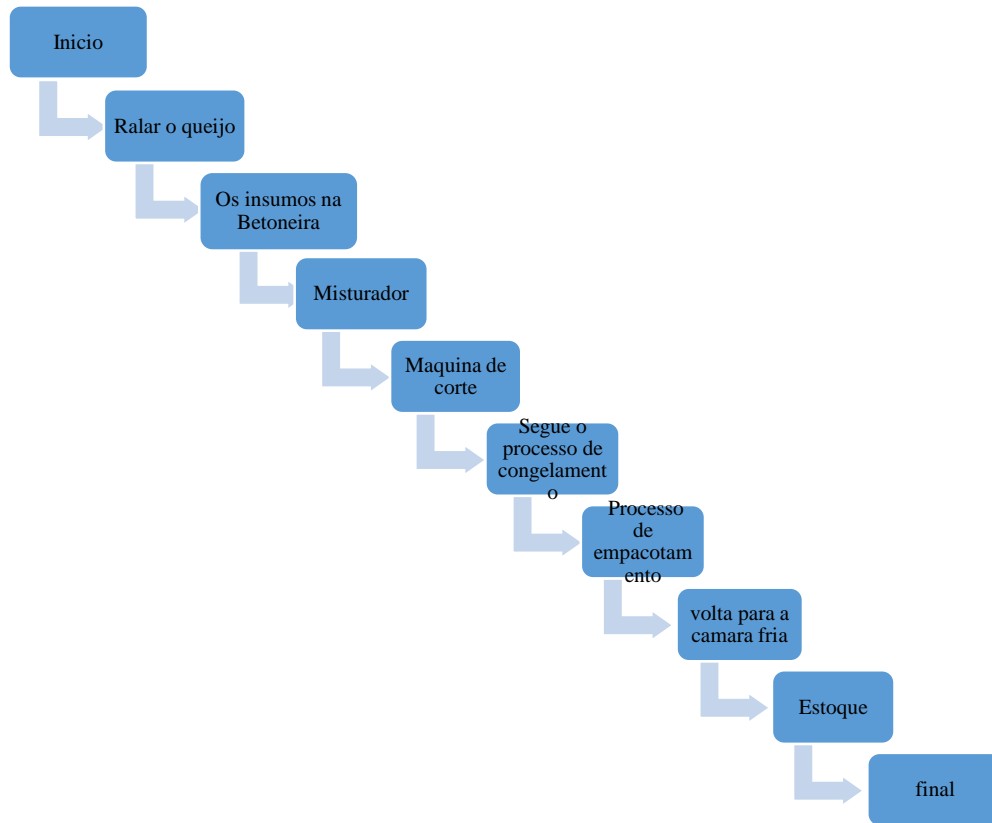 Inicio
Ralar o queijo
Os insumos na
Betoneira
Misturador
Maquina de
corte
Segue o
processo de
congelament
o
Processo
de
empacotam
ento
volta para a
camara fria
Estoque
final